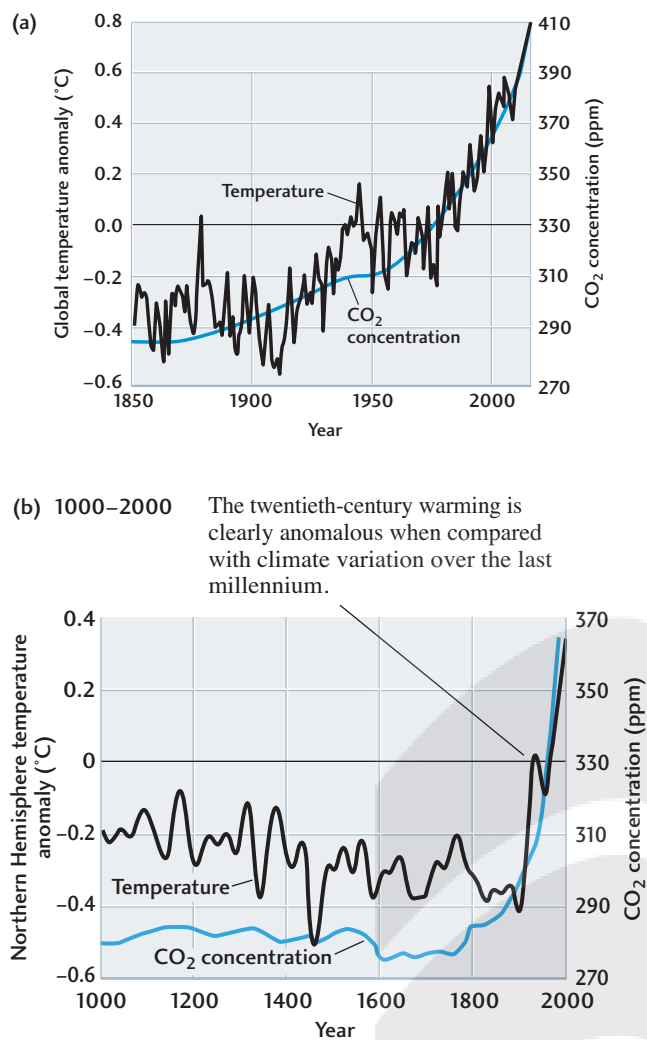 (a)
0.8
0.6
0.4
0.2
0.0
−0.2
−0.4
−0.6
Global temperature anomaly (˚C)
410
390
370
350
330
310
290
270
CO2 concentration (ppm)
Temperature
CO2
concentration
1850
1900
1950
2000
Year
(b) 1000–2000
The twentieth-century warming is
clearly anomalous when compared
with climate variation over the last
millennium.
0.4
0.2
0
−0.2
−0.4
−0.6
Northern Hemisphere temperature
anomaly (˚C)
370
350
330
310
290
270
CO2 concentration (ppm)
Temperature
CO2 concentration
1000
1200
1400
1600
1800
2000
Year